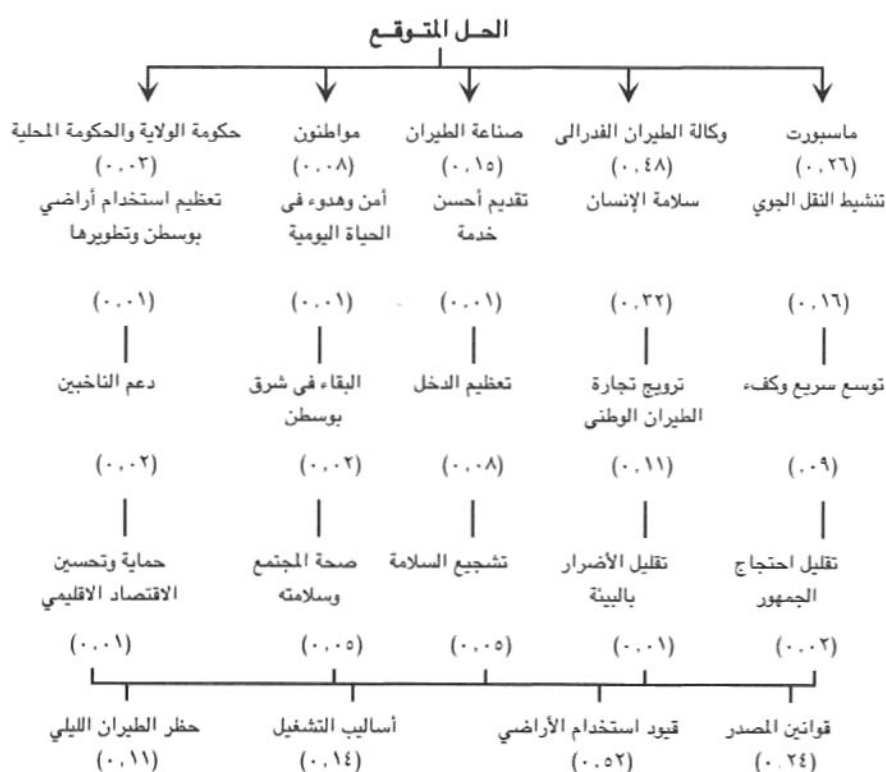 الحل المتوقع
ماسبورت
وكالة الطيران الفدرالى
صناعة الطيران
مواطنون
حكومة الولاية والحكومة المحلية
(٠,٢٦)
(٠,٤٨)
(٠,١٥)
(٠,٠٨)
(٠,٠٣)
تنشيط النقل الجوي
سلامة الإنسان
تقديم أحسن
خدمة
أمن وهدوء فى
الحياة اليومية
تعظيم استخدام أراضي
بوسطن وتطويرها
(٠,١٦)
(٠,٣٢)
(٠,٠١)
(٠,٠١)
(٠,٠١)
توسع سريع وكفء
ترويج تجارة
الطيران الوطنى
تعظيم الدخل
البقاء فى شرق
بوسطن
دعم الناخبين
(٠,٠٩)
(٠,١١)
(٠,٠٨)
(٠,٠٢)
(٠,٠٢)
تقليل احتجاج
الجمهور
تقليل الأضرار
بالبيئة
تشجيع السلامة
صحة المجتمع
وسلامته
حماية وتحسين
الاقتصاد الاقليمي
(٠,٠٢)
(٠,٠١)
(٠,٠٥)
(٠,٠٥)
(٠,٠١)
قوانين المصدر
قيود استخدام الأراضي
أساليب التشغيل
حظر الطيران الليلي
(٠,٢٤)
(٠,٥٢)
(٠,١٤)
(٠,١١)